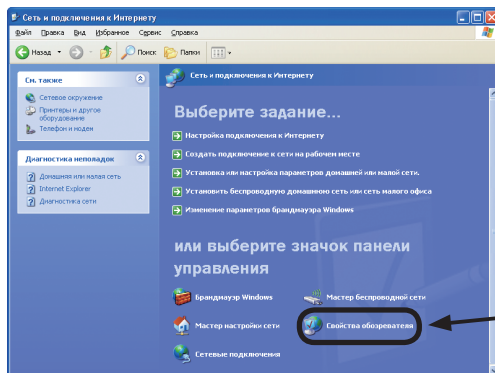 Сеть и подключения к Интернету
Файл Правка Вид Избранное Сервис Справка
Назад Поиск Папки
См. также
Сетевое окружение
Принтеры и другое
оборудование
Телефон и модем
Диагностика неполадок
Домашняя или малая сеть
Internet Explorer
Диагностика сети
Сеть и подключения к Интернету
Выберите задание...
Настройка подключения к Интернету
Создать подключение к сети на рабочем месте
Установка или настройка параметров домашней или малой сети.
Установить беспроводную домашнюю сеть или сеть малого офиса
Изменение параметров брандмауэра Windows
или выберите значок панели
управления
Брандмауэр Windows
Мастер беспроводной сети
Мастер настройки сети
Свойства обозревателя
Сетевые подключения